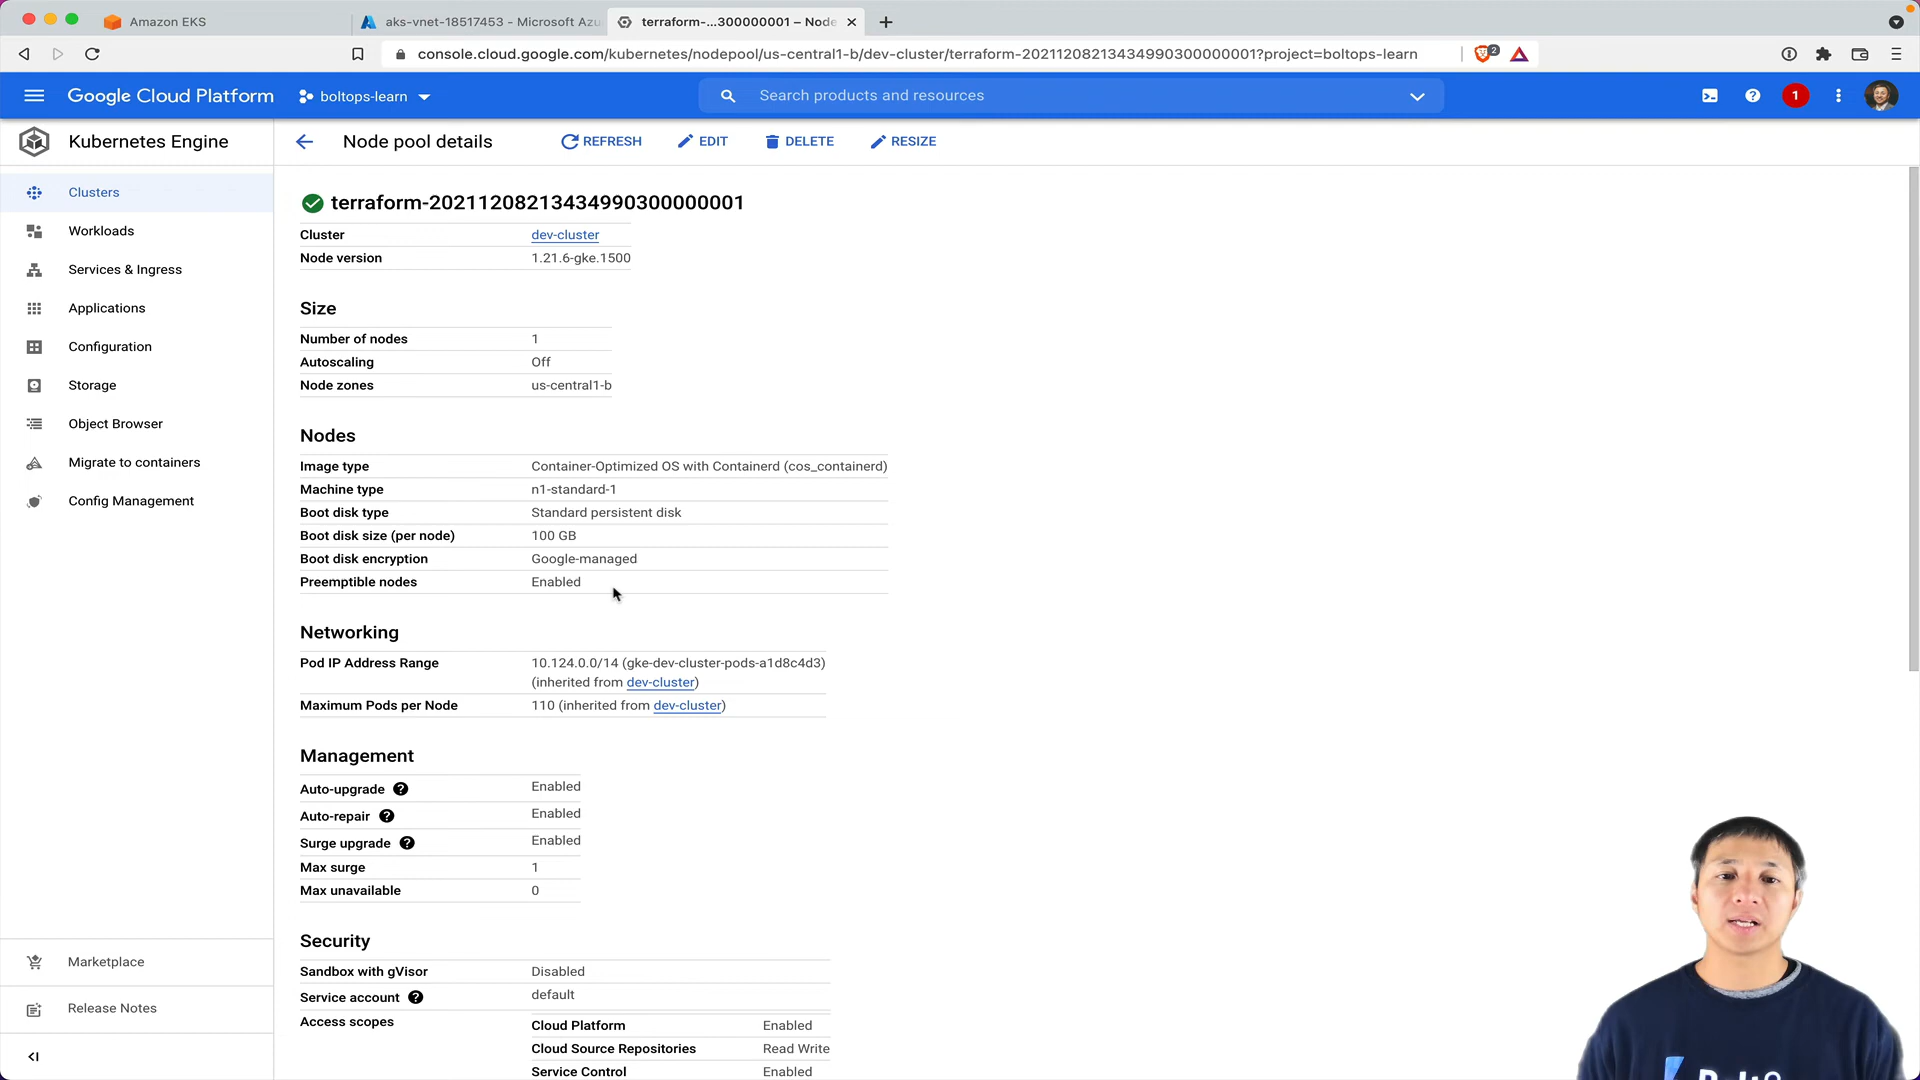 Amazon EKS
aks-vnet-18517453 - Microsoft Azu
terraform-...300000001 – Node
console.cloud.google.com/kubernetes/nodepool/us-central1-b/dev-cluster/terraform-20211208213434990300000001?project=boltops-learn
2
Google Cloud Platform
boltops-learn
Search products and resources
1
Kubernetes Engine
Node pool details
REFRESH
EDIT
DELETE
RESIZE
Clusters
Workloads
Services & Ingress
Applications
Configuration
Storage
Object Browser
Migrate to containers
Config Management
Marketplace
Release Notes
terraform-20211208213434990300000001
Cluster dev-cluster
Node version 1.21.6-gke.1500
Size
Number of nodes 1
Autoscaling Off
Node zones us-central1-b
Nodes
Image type Container-Optimized OS with Containerd (cos_containerd)
Machine type n1-standard-1
Boot disk type Standard persistent disk
Boot disk size (per node) 100 GB
Boot disk encryption Google-managed
Preemptible nodes Enabled
Networking
Pod IP Address Range 10.124.0.0/14 (gke-dev-cluster-pods-a1d8c4d3)
(inherited from dev-cluster)
Maximum Pods per Node 110 (inherited from dev-cluster)
Management
Auto-upgrade Enabled
Auto-repair Enabled
Surge upgrade Enabled
Max surge 1
Max unavailable 0
Security
Sandbox with gVisor Disabled
Service account default
Access scopes Cloud Platform Enabled
Cloud Source Repositories Read Write
Service Control Enabled